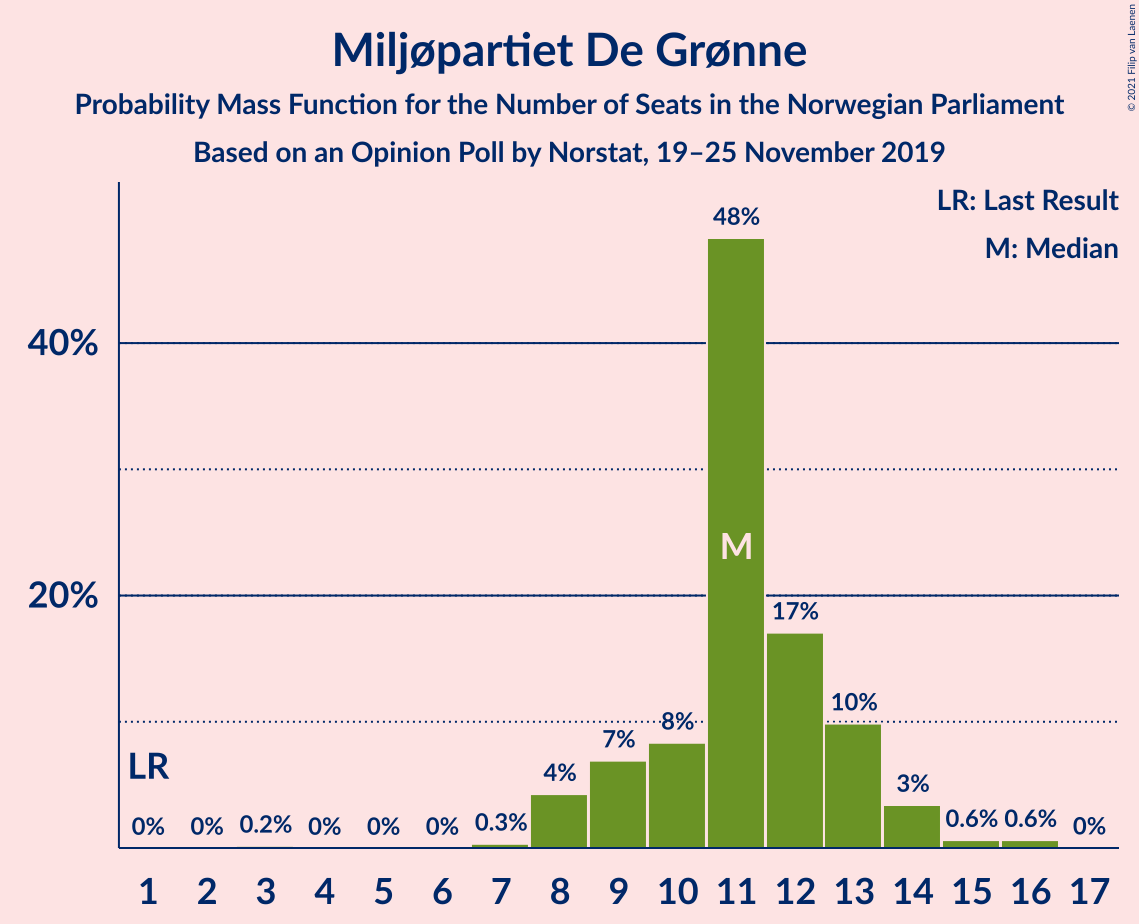 Miljøpartiet De Grønne
Probability Mass Function for the Number of Seats in the Norwegian Parliament
Based on an Opinion Poll by Norstat, 19–25 November 2019
© 2021 Filip van Laenen
LR: Last Result
M: Median
48%
40%
M
20%
17%
10%
8%
7%
LR
4%
3%
0% 0% 0.2% 0% 0% 0% 0.3% 0.6% 0.6% 0%
1 2 3 4 5 6 7 8 9 10 11 12 13 14 15 16 17